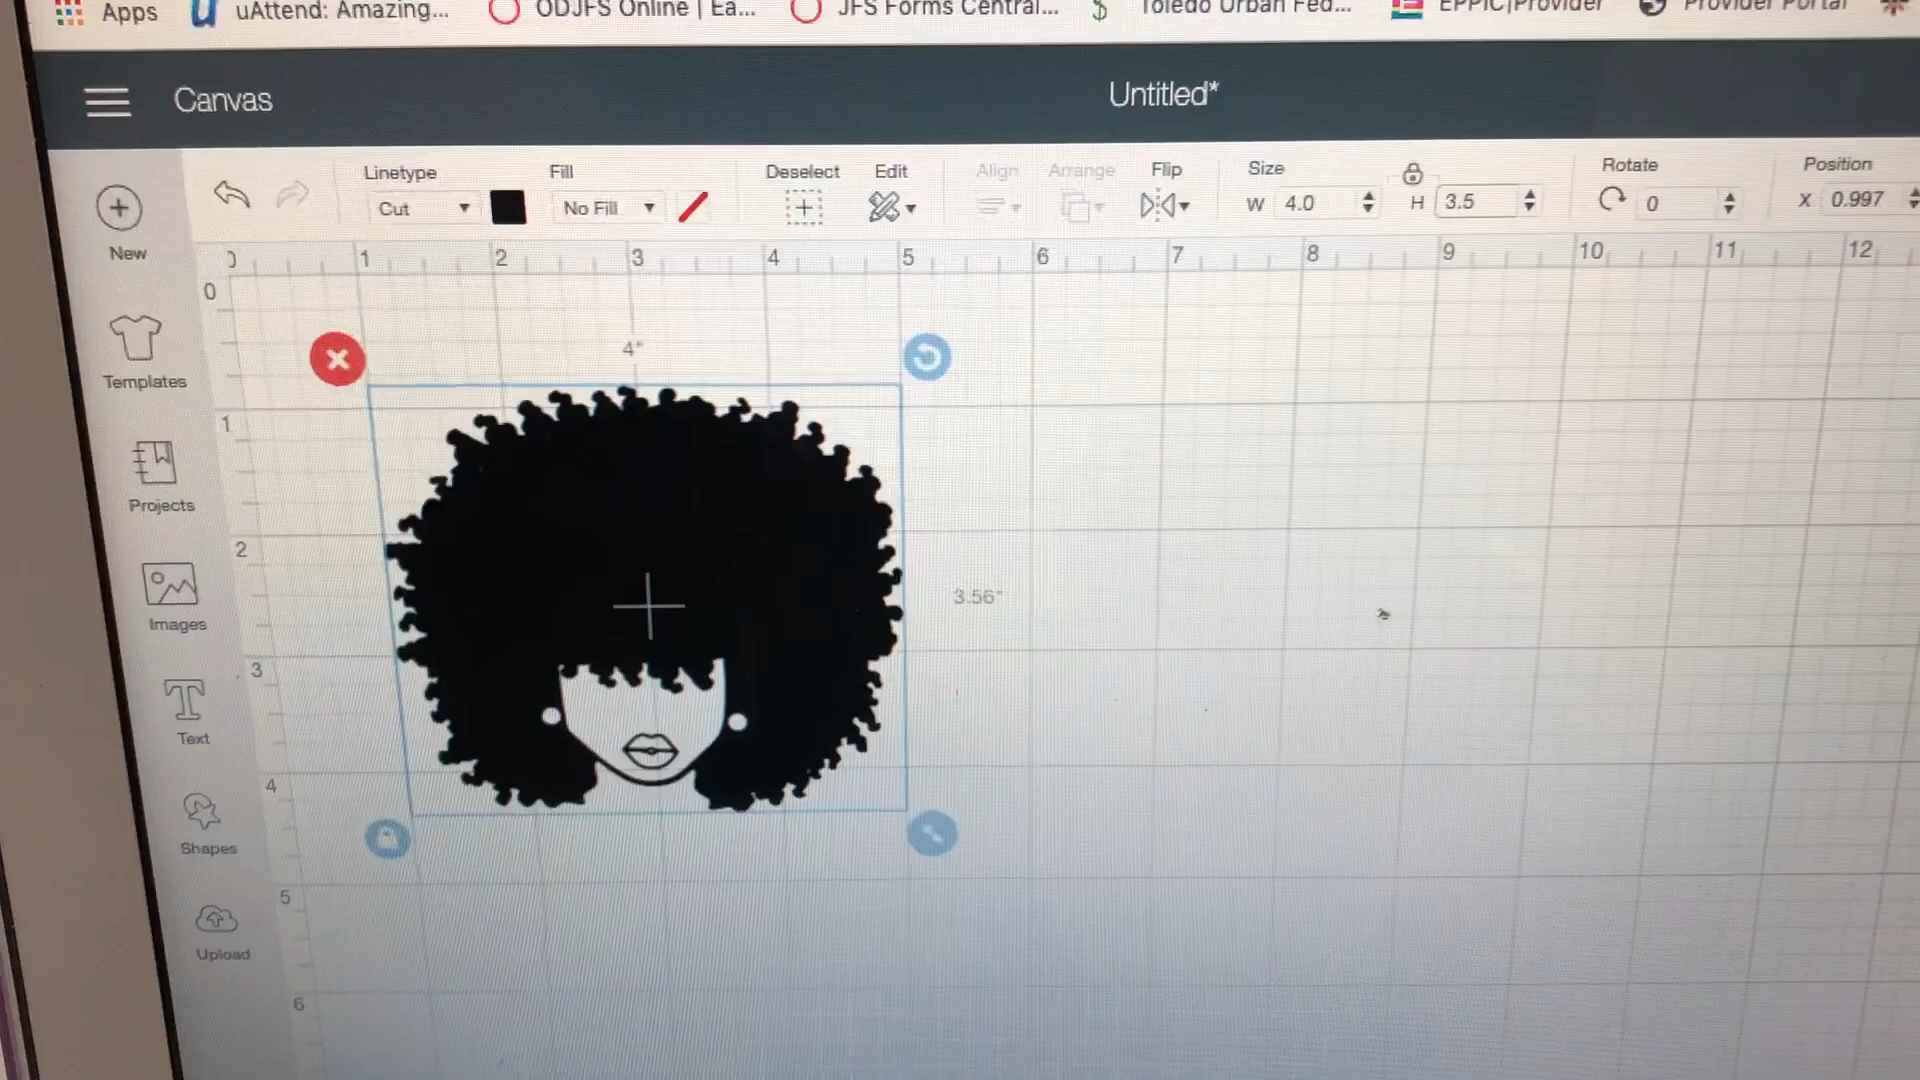 Apps uAttend: Amazing... ODJFS Online | Ea... JFS Forms Central... Toledo Urban Fed... EPPIC|Provider Provider Portal
Canvas Untitled*
Linetype Fill Deselect Edit Align Arrange Flip Size Rotate Position
Cut No Fill W 4.0 H 3.5 0 X 0.997
New
Templates
Projects
Images
Text
Shapes
Upload
1 2 3 4 5 6 7 8 9 10 11 12
0
1
2
3
4
5
6
4"
3.56"